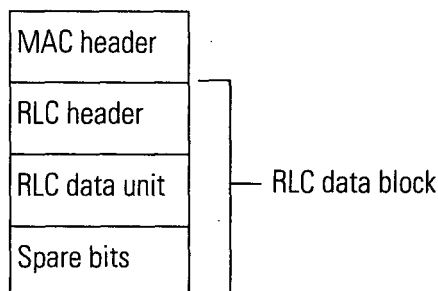 MAC header
RLC header
RLC data unit
RLC data block
Spare bits